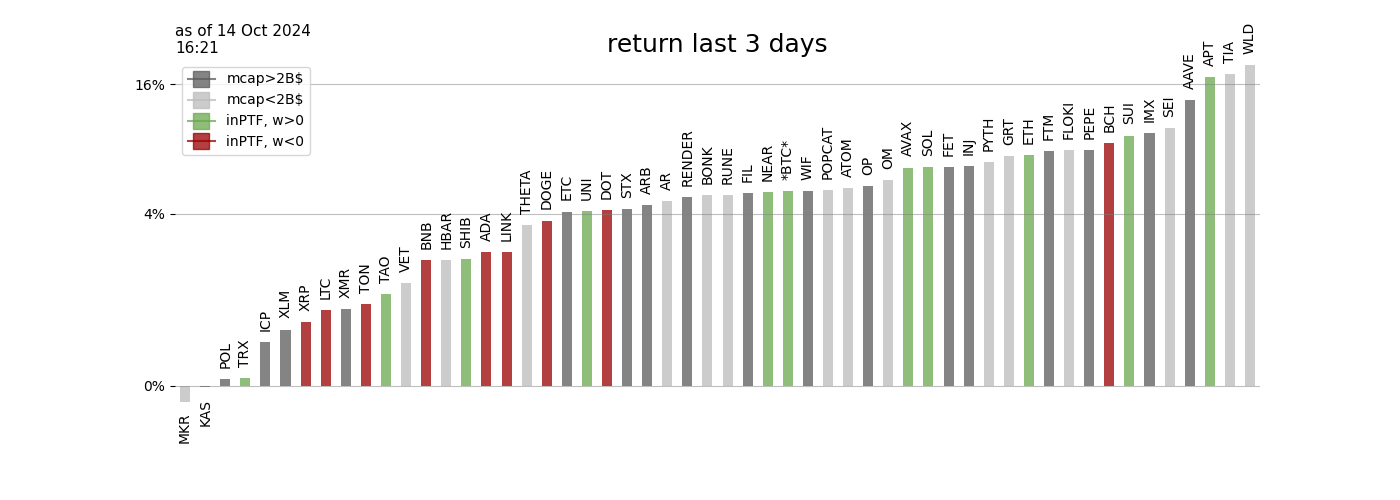 as of 14 Oct 2024
16:21
return last 3 days
mcap>2B$
mcap<2B$
inPTF, w>0
inPTF, w<0
16%
4%
0%
MKR
KAS
POL
TRX
ICP
XLM
XRP
LTC
XMR
TON
TAO
VET
BNB
HBAR
SHIB
ADA
LINK
THETA
DOGE
ETC
UNI
DOT
STX
ARB
AR
RENDER
BONK
RUNE
FIL
NEAR
*BTC*
WIF
POPCAT
ATOM
OP
OM
AVAX
SOL
FET
INJ
PYTH
GRT
ETH
FTM
FLOKI
PEPE
BCH
SUI
IMX
SEI
AAVE
APT
TIA
WLD